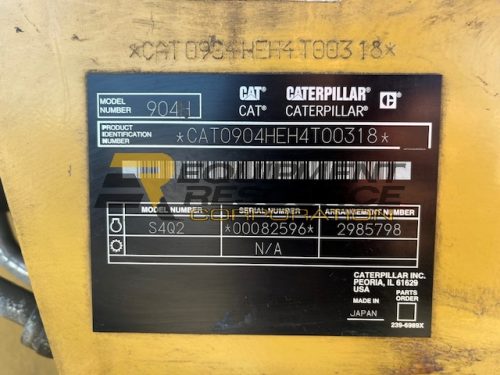 *CAT0904HEH4T00318*
CAT CATERPILLAR C
MODEL NUMBER 904H CAT® CATERPILLAR®
PRODUCT IDENTIFICATION NUMBER *CAT0904HEH4T00318*
EQUIPMENT
RESOURCE
CORPORATION
MODEL NUMBER SERIAL NUMBER ARRANGEMENT NUMBER
S4Q2 *00082596* 2985798
N/A
CATERPILLAR INC.
PEORIA, IL 61629
USA
MADE IN PARTS ORDER
JAPAN
239-6989X